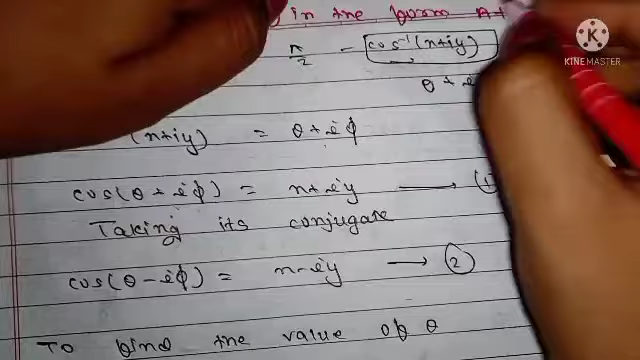 in the form A+
KINEMASTER
π/2 - cos⁻¹(x+iy)
θ + i
(x+iy) = θ + iφ
cos(θ + iφ) = x+iy → 1
Taking its conjugate
cos(θ - iφ) = x-iy → 2
To find the value of θ